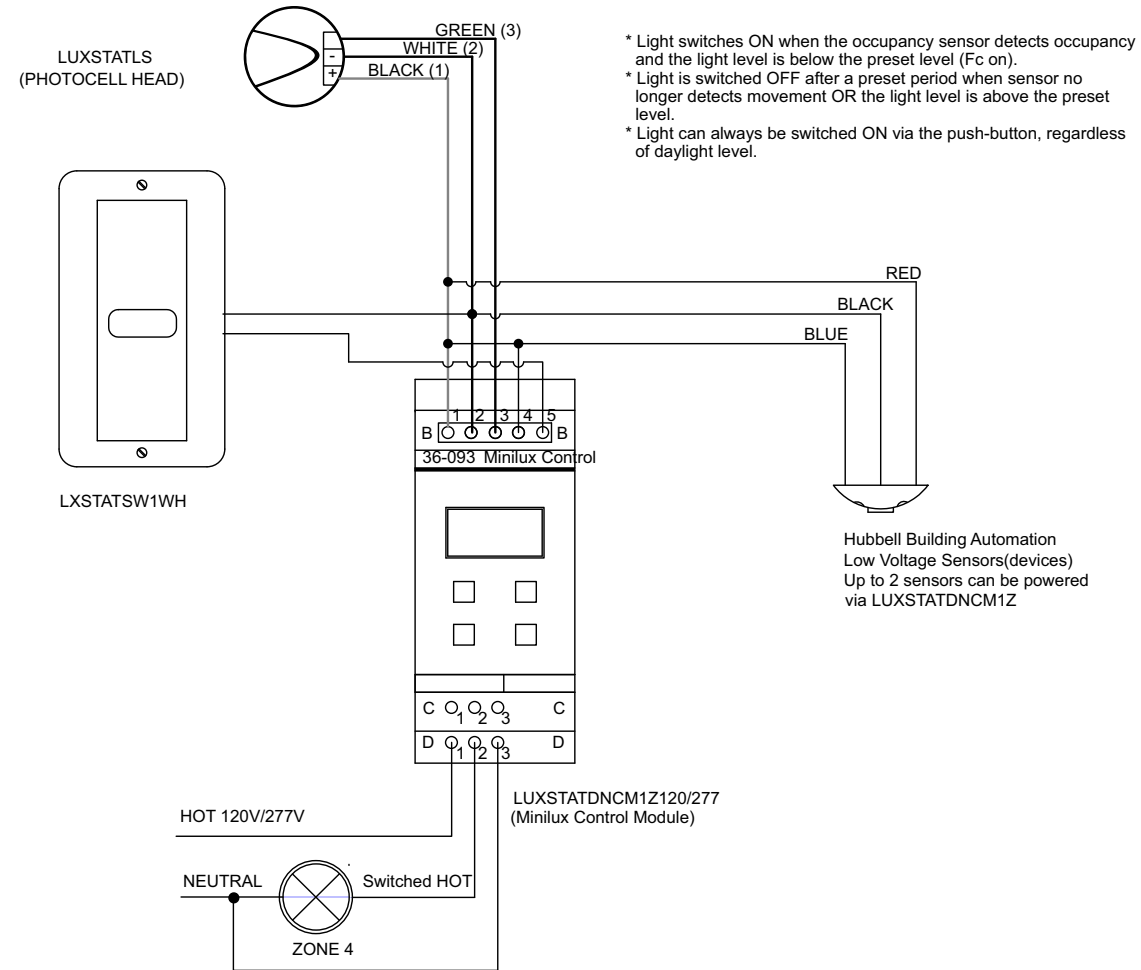 GREEN (3)
WHITE (2)
BLACK (1)
-
+
LUXSTATLS
(PHOTOCELL HEAD)
* Light switches ON when the occupancy sensor detects occupancy
and the light level is below the preset level (Fc on).
* Light is switched OFF after a preset period when sensor no
longer detects movement OR the light level is above the preset
level.
* Light can always be switched ON via the push-button, regardless
of daylight level.
RED
BLACK
BLUE
LXSTATSW1WH
1 2 3 4 5
B B
36-093 Minilux Control
Hubbell Building Automation
Low Voltage Sensors(devices)
Up to 2 sensors can be powered
via LUXSTATDNCM1Z
C 1 2 3 C
D 1 2 3 D
LUXSTATDNCM1Z120/277
(Minilux Control Module)
HOT 120V/277V
NEUTRAL
Switched HOT
ZONE 4